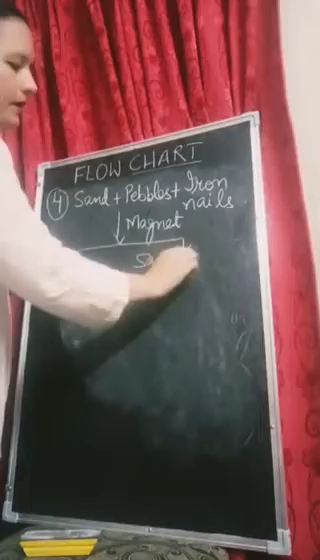 FLOW CHART
④ Sand + Pebbles + Iron nails
Magnet